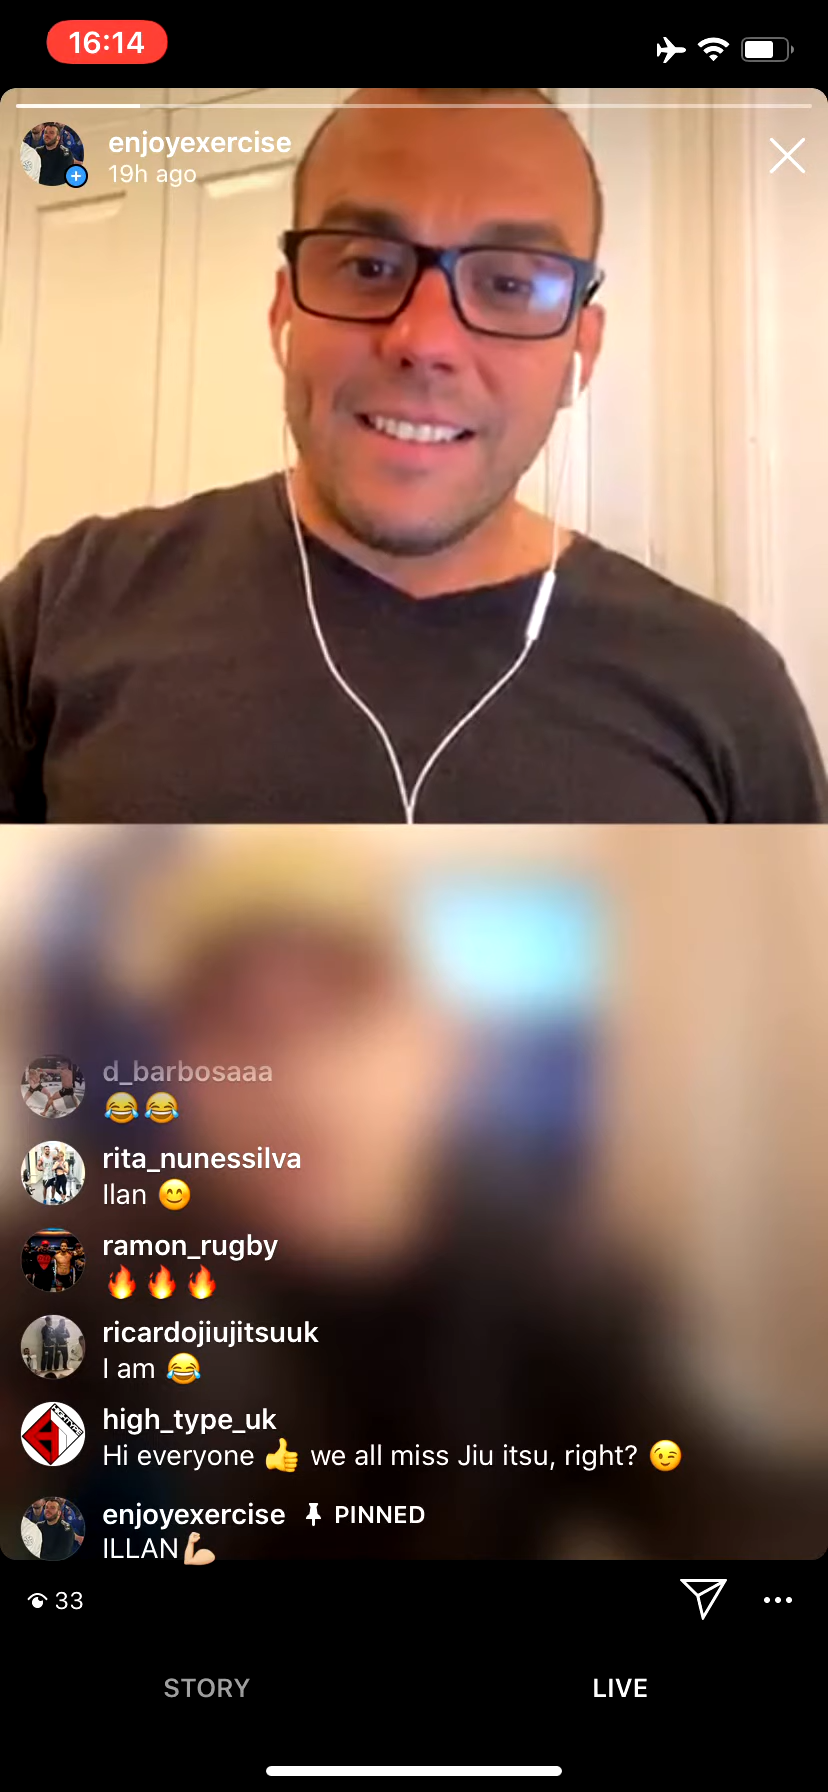 16:14
enjoyexercise
19h ago
d_barbosaaa
😂😂
rita_nunessilva
Ilan 😊
ramon_rugby
🔥🔥🔥
ricardojiujitsuuk
I am 😂
high_type_uk
Hi everyone 👍 we all miss Jiu itsu, right? 😉
enjoyexercise PINNED
ILLAN💪🏻
33
STORY
LIVE